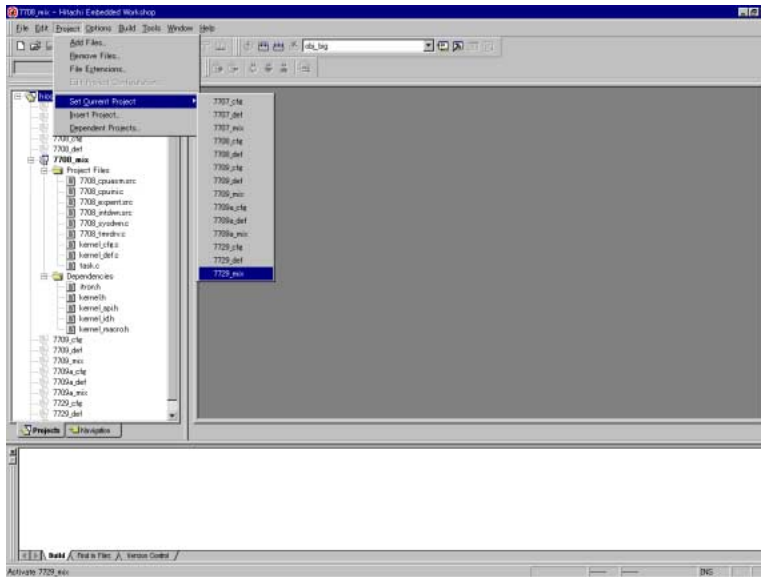 7708_mix - Hitachi Embedded Workshop
File Edit Project Options Build Tools Window Help
obj_big
Add Files..
Remove Files..
File Extensions..
Set Current Project
Insert Project..
Dependent Projects..
7707_cfg
7707_def
7707_mix
7708_cfg
7708_def
7709_cfg
7709_def
7709_mix
7709a_cfg
7709a_def
7709a_mix
7729_cfg
7729_def
7729_mix
7708_cfg
7708_def
7708_mix
Project Files
7708_cpuasm.src
7708_cpuini.c
7708_expent.src
7708_intdwn.src
7708_sysdwn.c
7708_tmrdrv.c
kernel_cfg.c
kernel_def.c
task.c
Dependencies
itron.h
kernel.h
kernel_api.h
kernel_id.h
kernel_macro.h
7709_cfg
7709_def
7709_mix
7709a_cfg
7709a_def
7709a_mix
7729_cfg
7729_def
Projects Navigation
Build Find in Files Version Control
Activate 7729_mix
INS